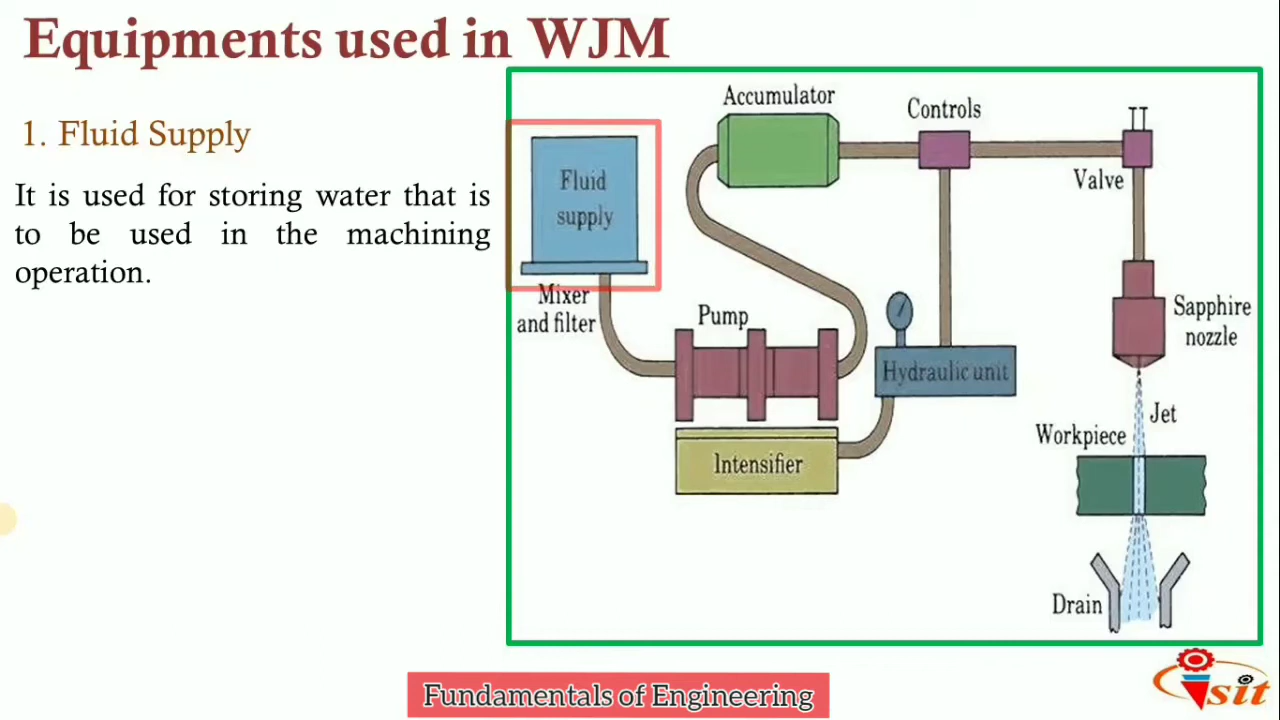 Equipments used in WJM
1. Fluid Supply
It is used for storing water that is
to be used in the machining
operation.
Accumulator
Controls
Fluid
supply
Valve
Mixer
and filter
Pump
Sapphire
nozzle
Hydraulic unit
Jet
Workpiece
Intensifier
Drain
Fundamentals of Engineering
sit